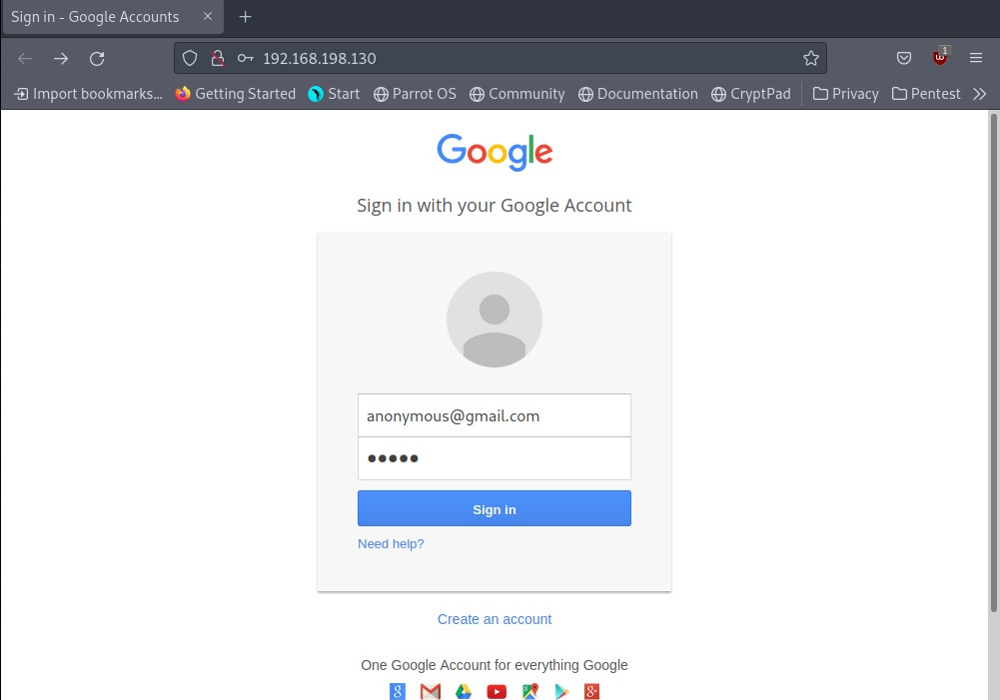 Sign in - Google Accounts
192.168.198.130
1
Import bookmarks... Getting Started Start Parrot OS Community Documentation CryptPad Privacy Pentest
Google
Sign in with your Google Account
anonymous@gmail.com
●●●●●
Sign in
Need help?
Create an account
One Google Account for everything Google